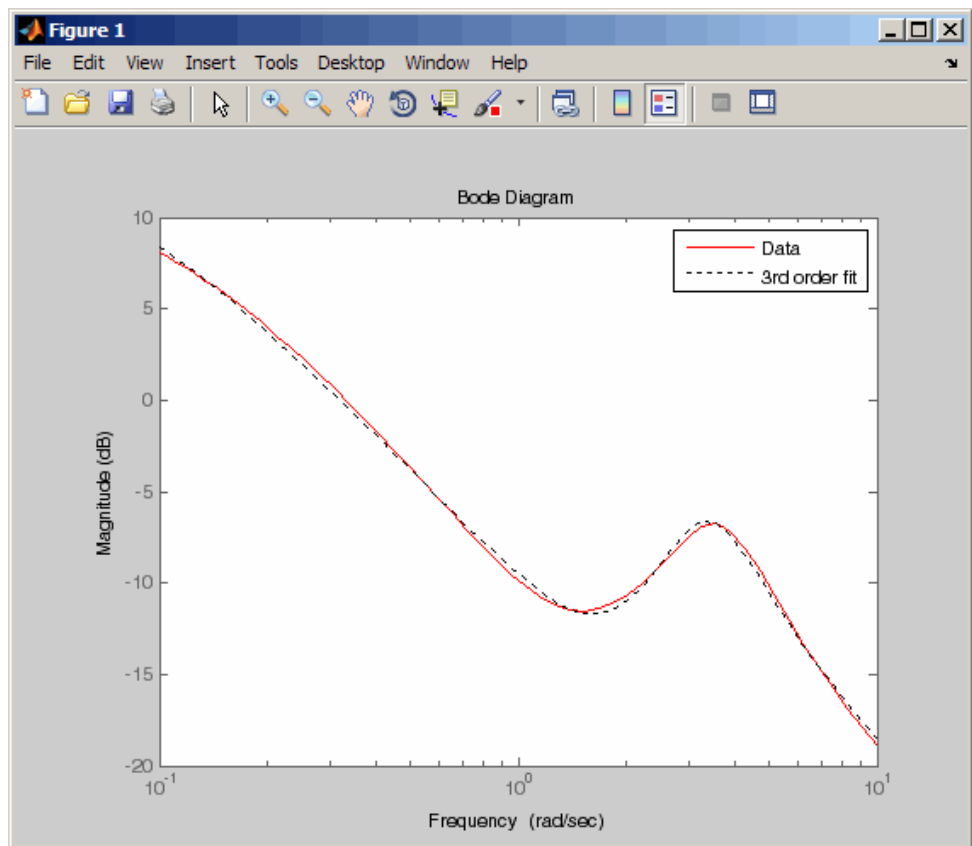 Figure 1
File Edit View Insert Tools Desktop Window Help
Bode Diagram
Data
3rd order fit
10
5
0
-5
-10
-15
-20
Magnitude (dB)
10^-1
10^0
10^1
Frequency (rad/sec)